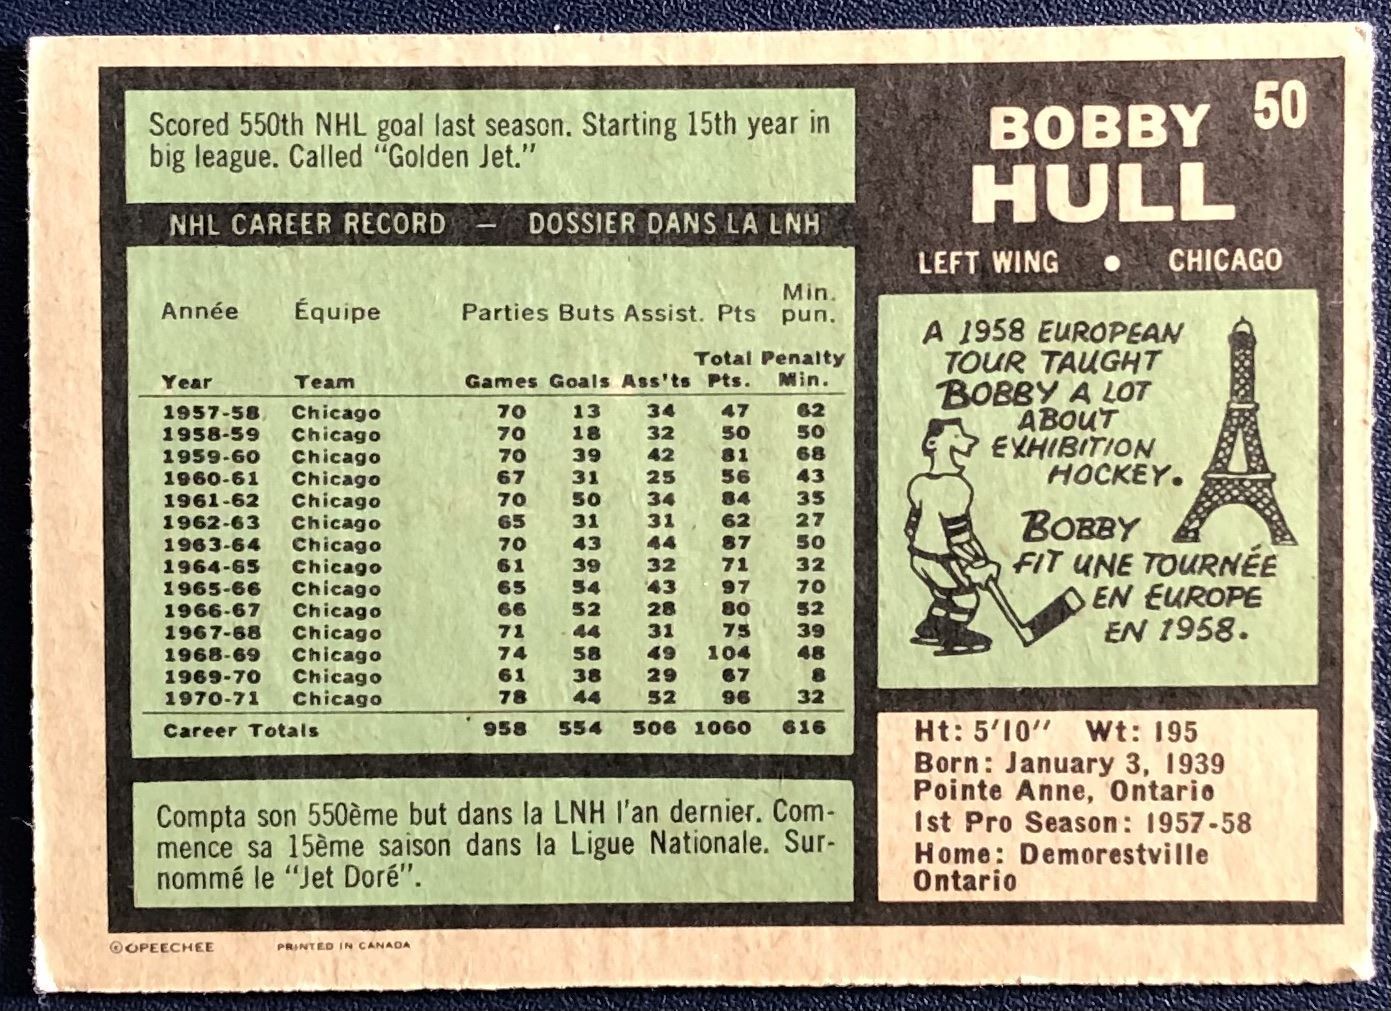 Scored 550th NHL goal last season. Starting 15th year in
big league. Called "Golden Jet."
NHL CAREER RECORD — DOSSIER DANS LA LNH
Année Équipe Parties Buts Assist. Pts Min. pun.
Year Team Games Goals Ass'ts Total Pts. Penalty Min.
1957-58 Chicago 70 13 34 47 62
1958-59 Chicago 70 18 32 50 50
1959-60 Chicago 70 39 42 81 68
1960-61 Chicago 67 31 25 56 43
1961-62 Chicago 70 50 34 84 35
1962-63 Chicago 65 31 31 62 27
1963-64 Chicago 70 43 44 87 50
1964-65 Chicago 61 39 32 71 32
1965-66 Chicago 65 54 43 97 70
1966-67 Chicago 66 52 28 80 52
1967-68 Chicago 71 44 31 75 39
1968-69 Chicago 74 58 49 104 48
1969-70 Chicago 61 38 29 67 8
1970-71 Chicago 78 44 52 96 32
Career Totals 958 554 506 1060 616
Compta son 550ème but dans la LNH l'an dernier. Com-
mence sa 15ème saison dans la Ligue Nationale. Sur-
nommé le "Jet Doré".
©OPEECHEE PRINTED IN CANADA
50
BOBBY
HULL
LEFT WING • CHICAGO
A 1958 EUROPEAN
TOUR TAUGHT
BOBBY A LOT
ABOUT
EXHIBITION
HOCKEY.
BOBBY
FIT UNE TOURNÉE
EN EUROPE
EN 1958.
Ht: 5'10" Wt: 195
Born: January 3, 1939
Pointe Anne, Ontario
1st Pro Season: 1957-58
Home: Demorestville
Ontario